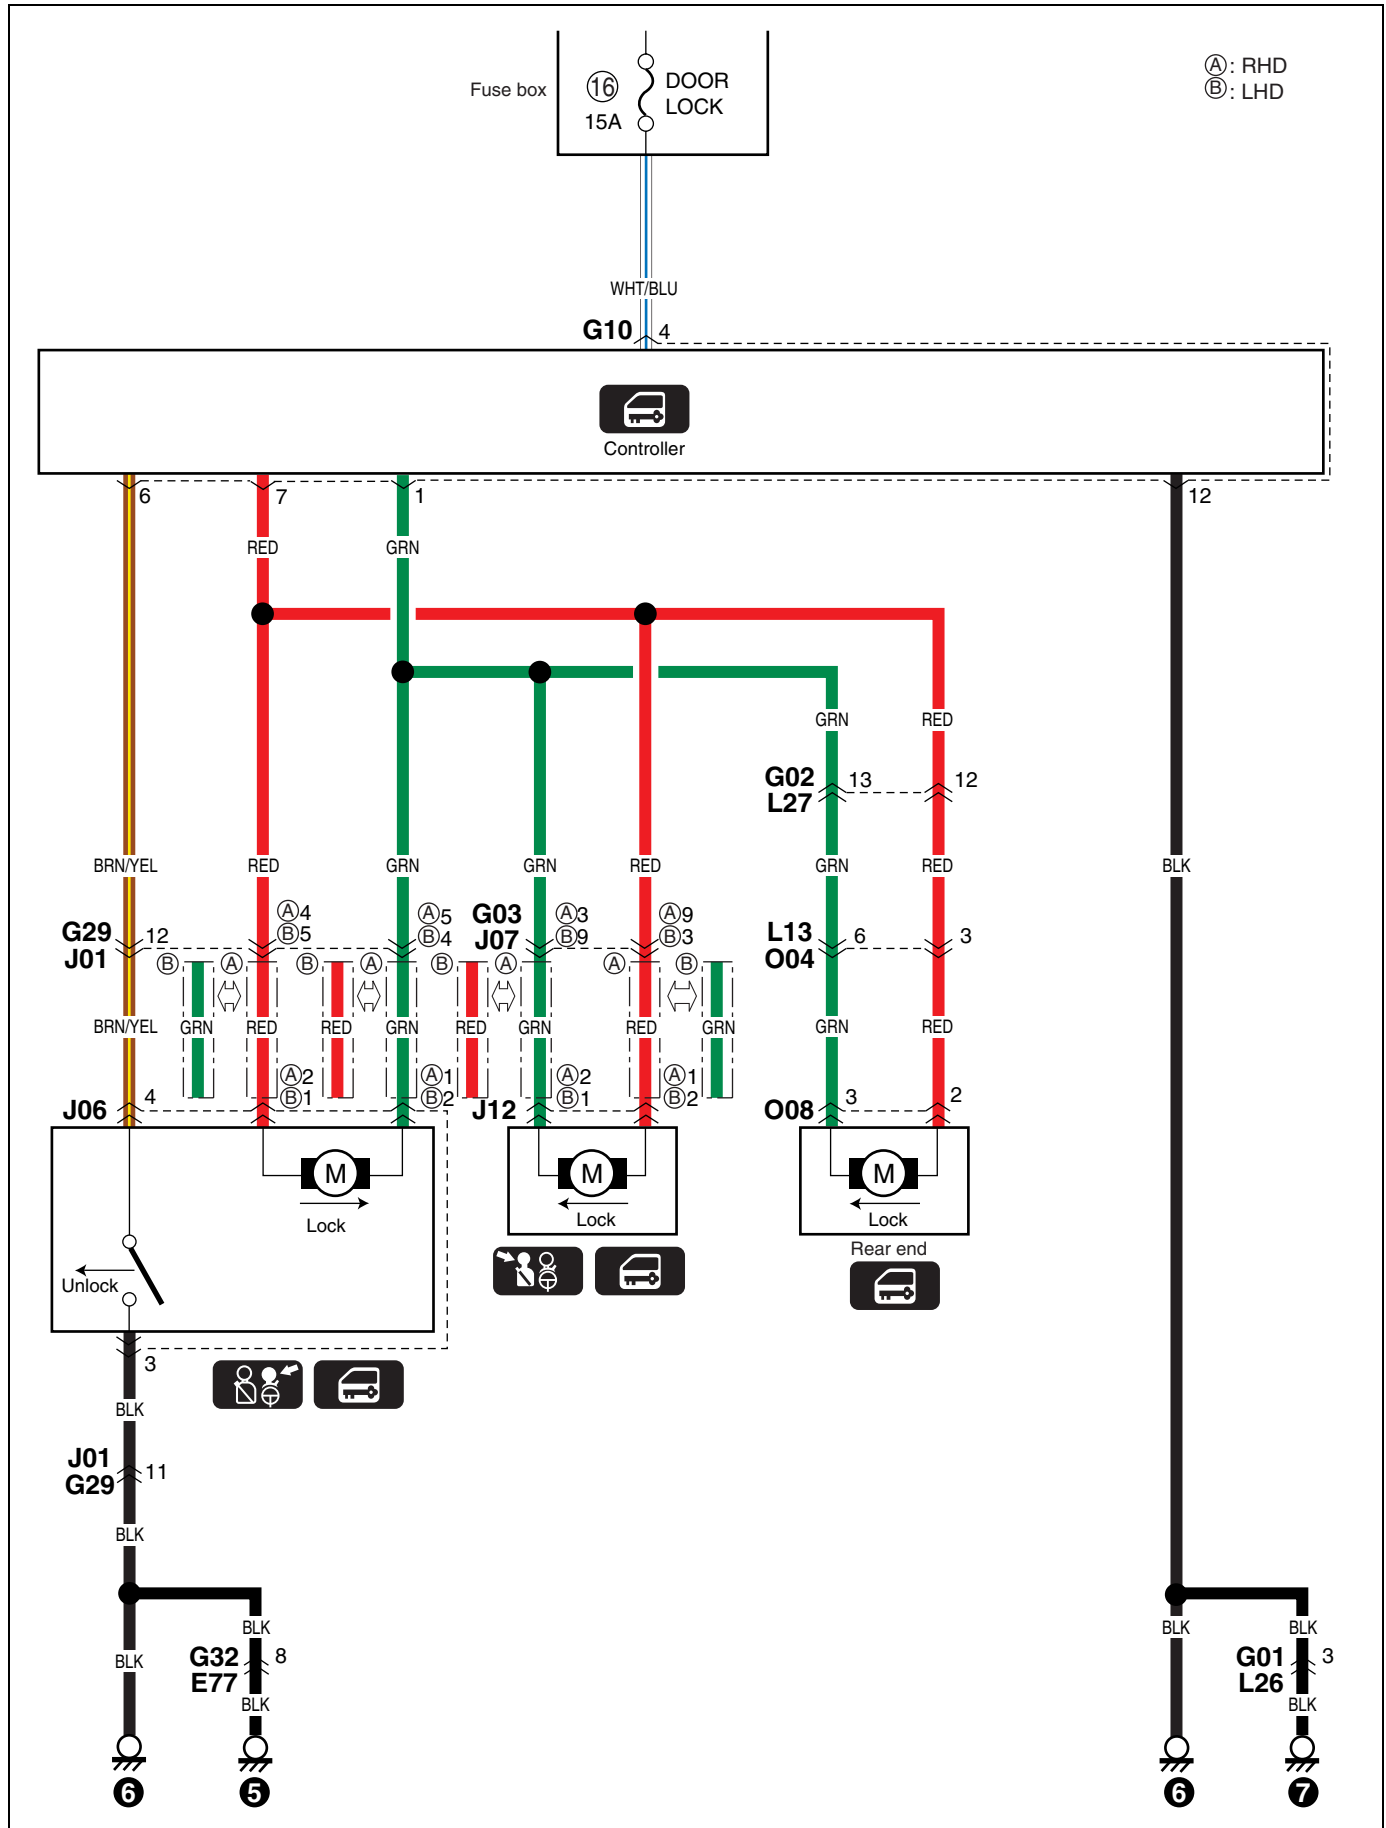 Fuse box
16
15A
DOOR
LOCK
A: RHD
B: LHD
WHT/BLU
G10 4
Controller
6 7 1 12
RED GRN
GRN RED
G02 13 12
L27
BRN/YEL RED GRN GRN RED GRN RED BLK
G29 12 A4 A5 G03 A3 A9 L13 6 3
J01 B5 B4 J07 B9 B3 O04
B A B A B A A B
BRN/YEL GRN RED RED GRN RED GRN RED GRN GRN RED
J06 4 A2 A1 J12 A2 A1 O08 3 2
B1 B2 B1 B2
M M M
Lock Lock Lock
Unlock
Rear end
3
BLK
J01 11
G29
BLK
BLK BLK BLK
BLK
G32 8
E77
G01 3
L26
BLK BLK
6 5 6 7